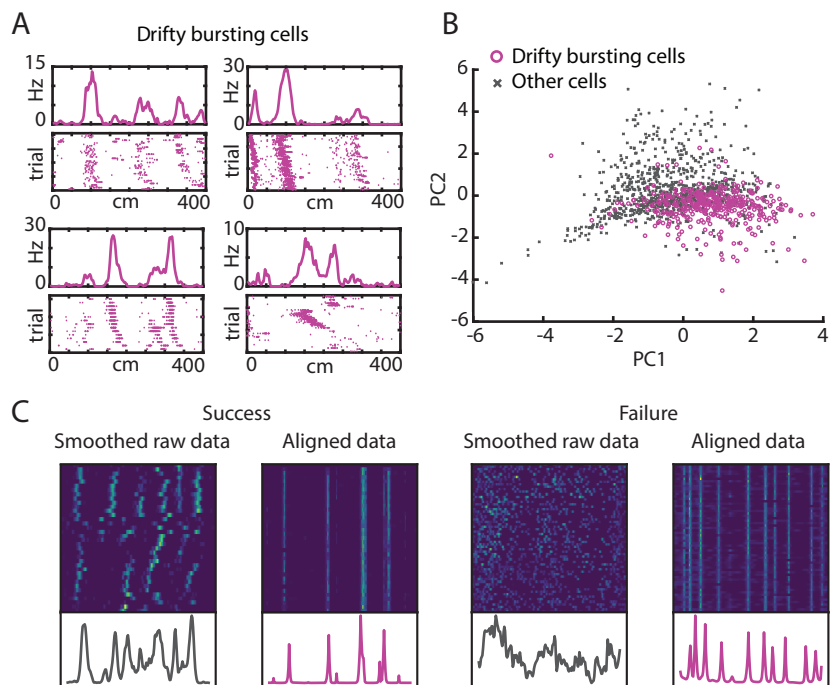 A
Drifty bursting cells
15
Hz
0
trial
0 cm 400
30
Hz
0
trial
0 cm 400
30
Hz
0
trial
0 cm 400
10
Hz
0
trial
0 cm 400
B
Drifty bursting cells
Other cells
6
4
2
0
-2
-4
-6
PC2
-6 -4 -2 0 2 4
PC1
C
Success
Smoothed raw data Aligned data
Failure
Smoothed raw data Aligned data